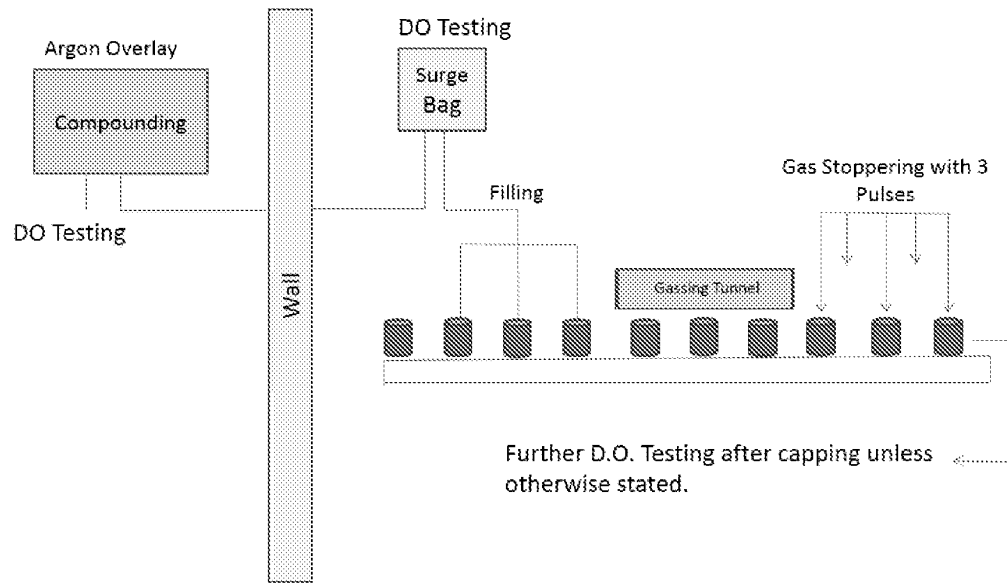 Argon Overlay
Compounding
DO Testing
Wall
DO Testing
Surge
Bag
Filling
Gassing Tunnel
Gas Stoppering with 3
Pulses
Further D.O. Testing after capping unless
otherwise stated.